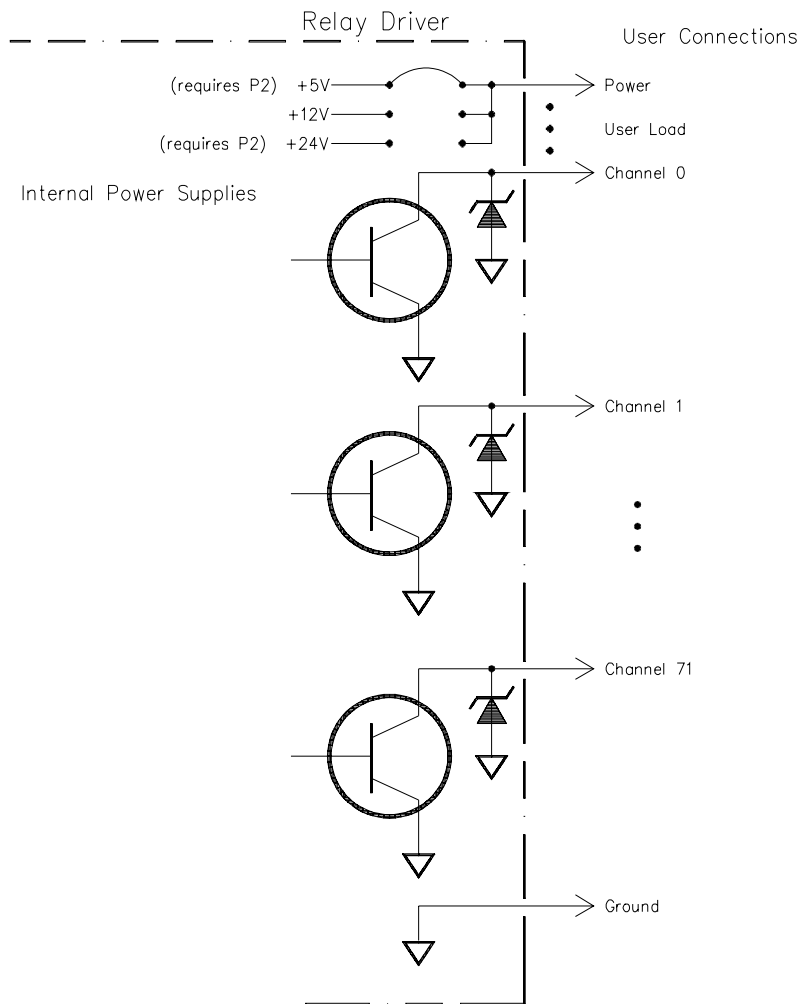 Relay Driver
User Connections
(requires P2) +5V
Power
+12V
User Load
(requires P2) +24V
Channel 0
Internal Power Supplies
Channel 1
Channel 71
Ground